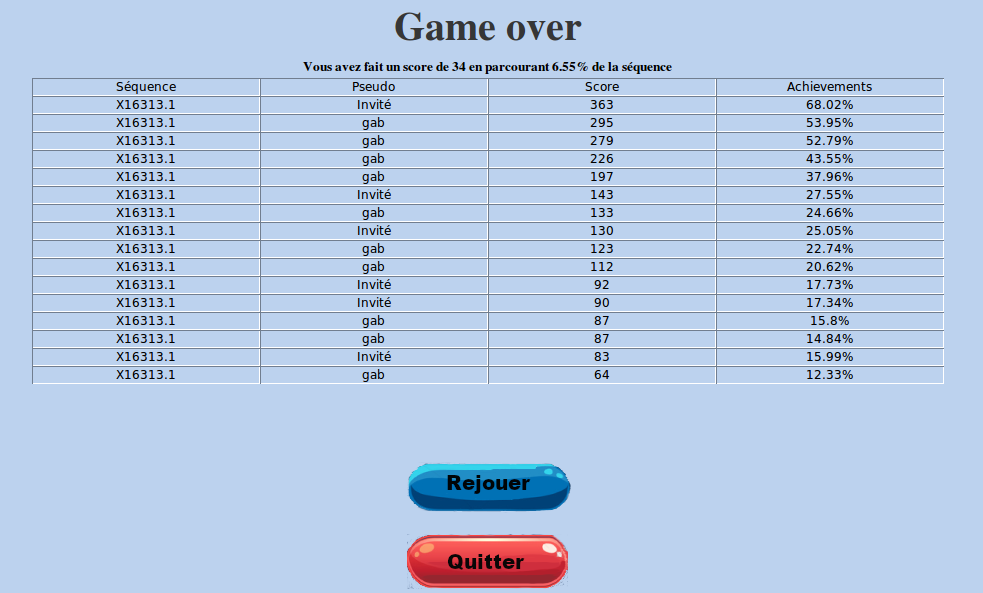 Game over
Vous avez fait un score de 34 en parcourant 6.55% de la séquence
Séquence Pseudo Score Achievements
X16313.1 Invité 363 68.02%
X16313.1 gab 295 53.95%
X16313.1 gab 279 52.79%
X16313.1 gab 226 43.55%
X16313.1 gab 197 37.96%
X16313.1 Invité 143 27.55%
X16313.1 gab 133 24.66%
X16313.1 Invité 130 25.05%
X16313.1 gab 123 22.74%
X16313.1 gab 112 20.62%
X16313.1 Invité 92 17.73%
X16313.1 Invité 90 17.34%
X16313.1 gab 87 15.8%
X16313.1 gab 87 14.84%
X16313.1 Invité 83 15.99%
X16313.1 gab 64 12.33%
Rejouer
Quitter